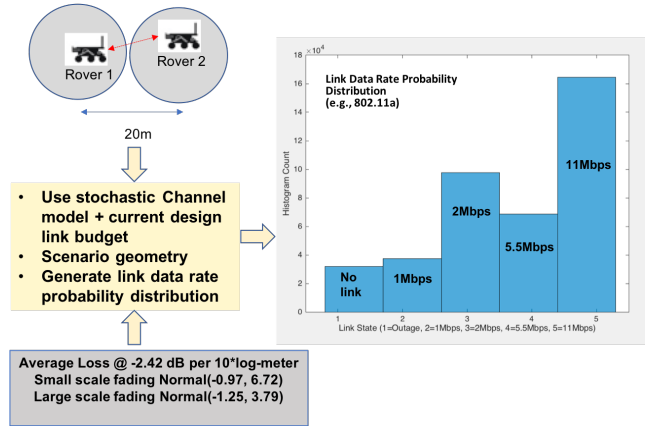 Rover 1
Rover 2
20m
• Use stochastic Channel
model + current design
link budget
• Scenario geometry
• Generate link data rate
probability distribution
Average Loss @ -2.42 dB per 10*log-meter
Small scale fading Normal(-0.97, 6.72)
Large scale fading Normal(-1.25, 3.79)
×10⁴
18
16
14
12
10
8
6
4
2
0
Histogram Count
Link Data Rate Probability
Distribution
(e.g., 802.11a)
No
link
1Mbps
2Mbps
5.5Mbps
11Mbps
1 2 3 4 5
Link State (1=Outage, 2=1Mbps, 3=2Mbps, 4=5.5Mbps, 5=11Mbps)